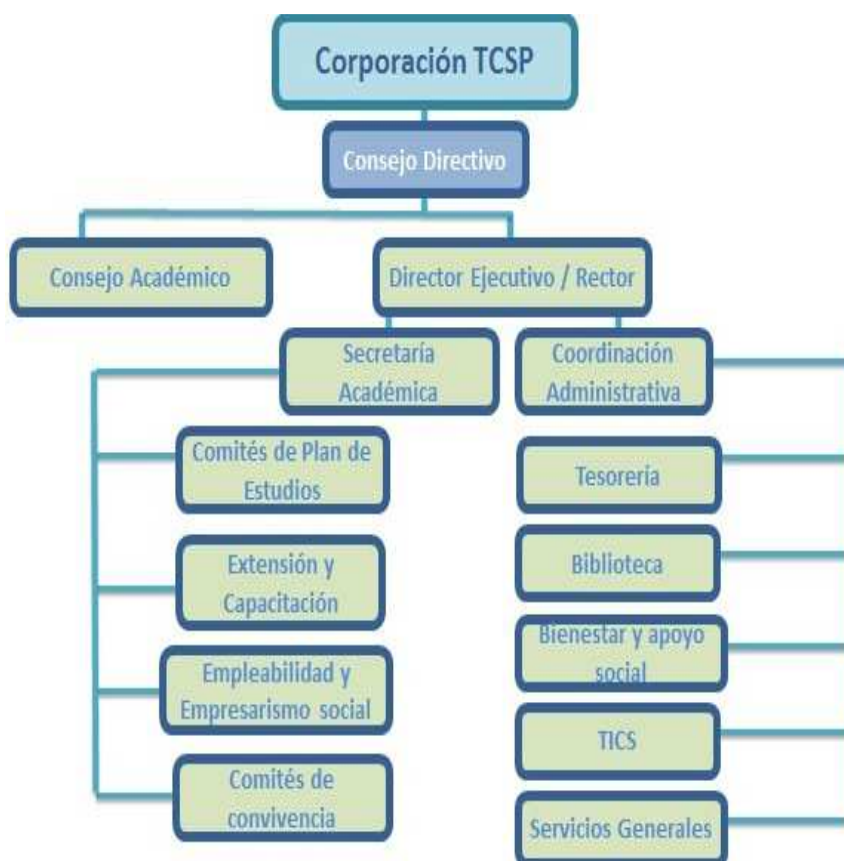 Corporación TCSP
Consejo Directivo
Consejo Académico
Director Ejecutivo / Rector
Secretaría
Académica
Coordinación
Administrativa
Comités de Plan de
Estudios
Extensión y
Capacitación
Empleabilidad y
Empresarismo social
Comités de
convivencia
Tesorería
Biblioteca
Bienestar y apoyo
social
TICS
Servicios Generales